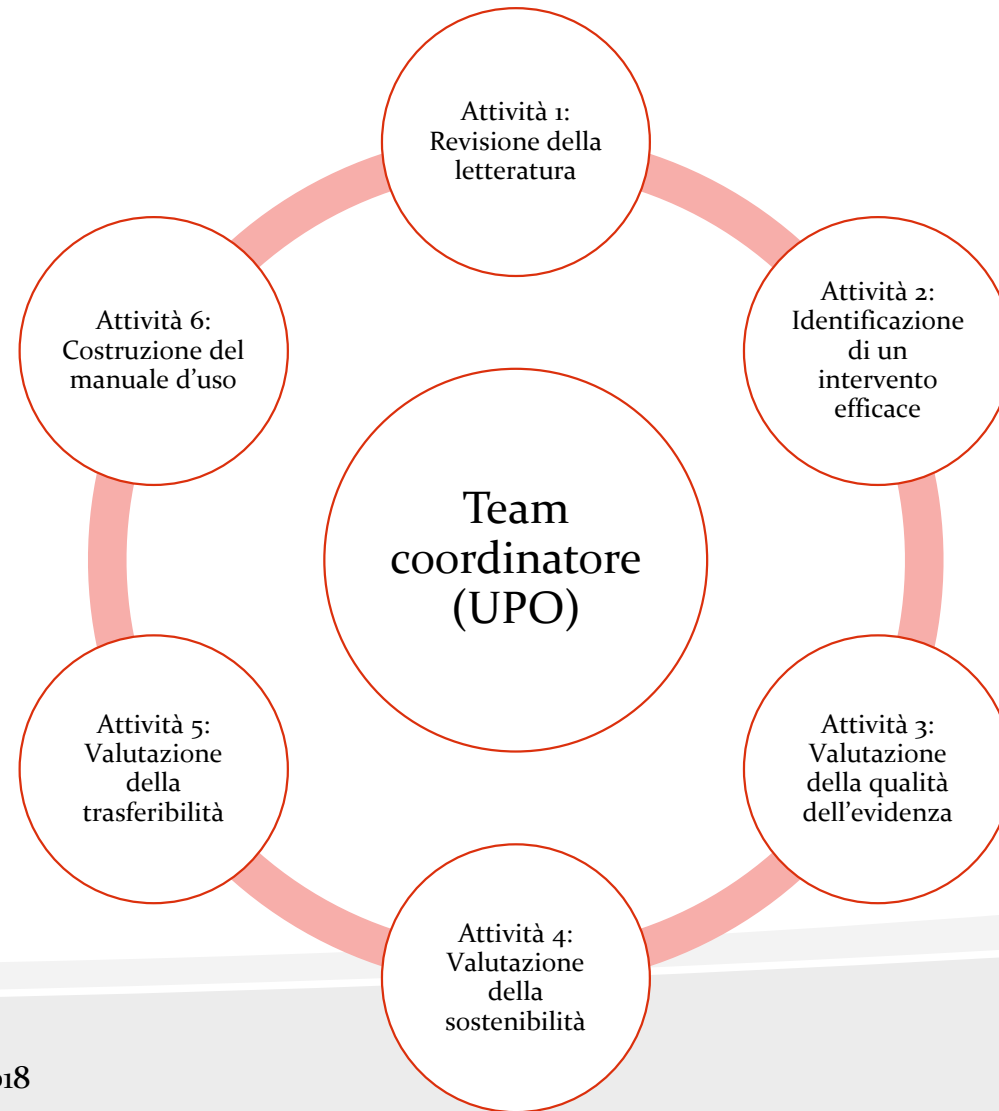 Attività 1:
Revisione della
letteratura
Attività 2:
Identificazione
di un
intervento
efficace
Attività 3:
Valutazione
della qualità
dell’evidenza
Attività 4:
Valutazione
della
sostenibilità
Attività 5:
Valutazione
della
trasferibilità
Attività 6:
Costruzione del
manuale d’uso
Team
coordinatore
(UPO)